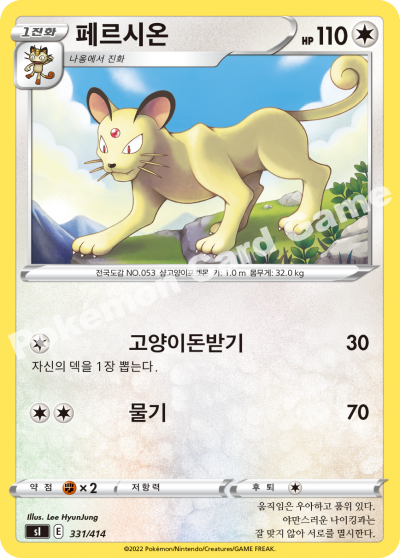 1진화
페르시온
HP 110
나옹에서 진화
전국도감 NO.053 샴고양이포켓몬 키: 1.0 m 몸무게: 32.0 kg
Pokémon Card Game
고양이돈받기 30
자신의 덱을 1장 뽑는다.
물기 70
약점 ×2 저항력 후퇴
Illus. Lee HyunJung
sI E 331/414
움직임은 우아하고 품위 있다.
야만스러운 나이킹과는
잘 맞지 않아 서로를 멸시한다.
©2022 Pokémon/Nintendo/Creatures/GAME FREAK.